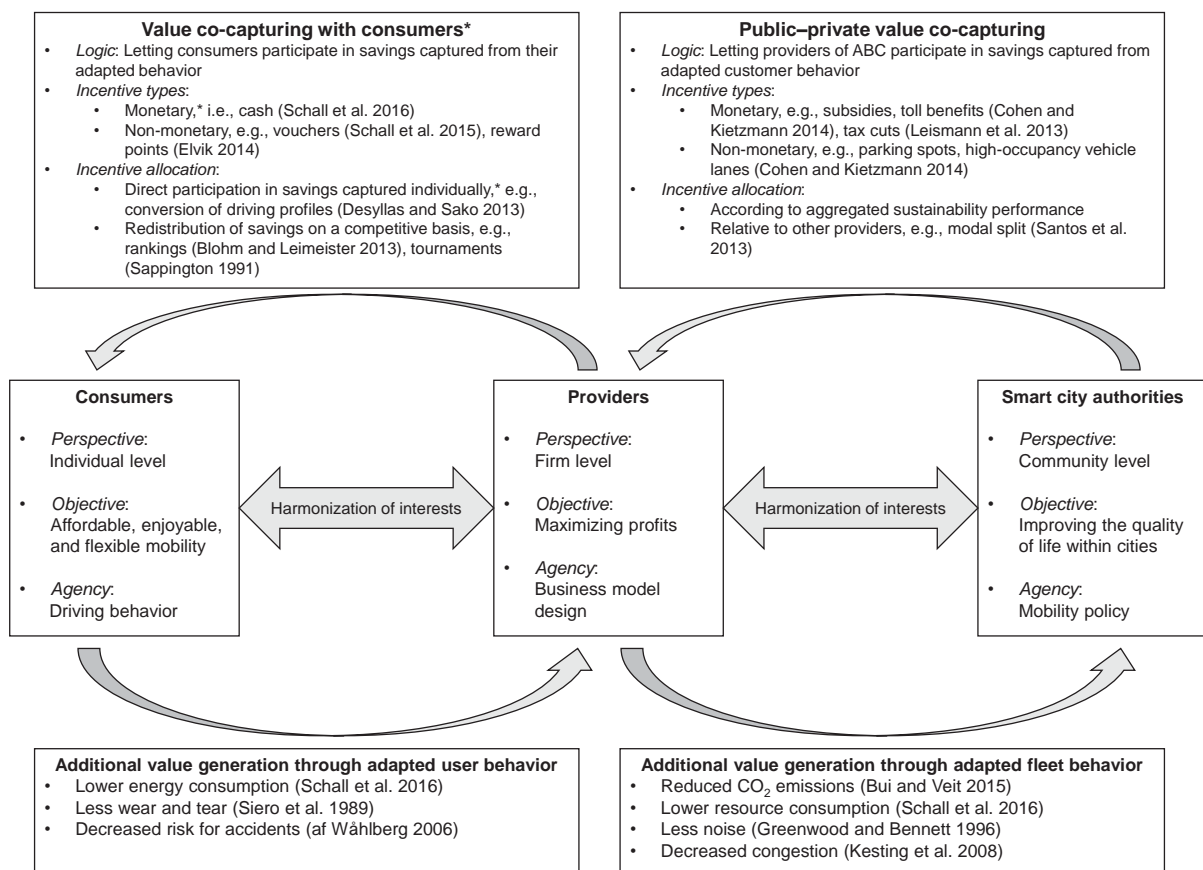 Value co-capturing with consumers*
• Logic: Letting consumers participate in savings captured from their
adapted behavior
• Incentive types:
• Monetary,* i.e., cash (Schall et al. 2016)
• Non-monetary, e.g., vouchers (Schall et al. 2015), reward
points (Elvik 2014)
• Incentive allocation:
• Direct participation in savings captured individually,* e.g.,
conversion of driving profiles (Desyllas and Sako 2013)
• Redistribution of savings on a competitive basis, e.g.,
rankings (Blohm and Leimeister 2013), tournaments
(Sappington 1991)
Public–private value co-capturing
• Logic: Letting providers of ABC participate in savings captured from
adapted customer behavior
• Incentive types:
• Monetary, e.g., subsidies, toll benefits (Cohen and
Kietzmann 2014), tax cuts (Leismann et al. 2013)
• Non-monetary, e.g., parking spots, high-occupancy vehicle
lanes (Cohen and Kietzmann 2014)
• Incentive allocation:
• According to aggregated sustainability performance
• Relative to other providers, e.g., modal split (Santos et al.
2013)
Consumers
• Perspective:
Individual level
• Objective:
Affordable, enjoyable,
and flexible mobility
• Agency:
Driving behavior
Harmonization of interests
Providers
• Perspective:
Firm level
• Objective:
Maximizing profits
• Agency:
Business model
design
Harmonization of interests
Smart city authorities
• Perspective:
Community level
• Objective:
Improving the quality
of life within cities
• Agency:
Mobility policy
Additional value generation through adapted user behavior
• Lower energy consumption (Schall et al. 2016)
• Less wear and tear (Siero et al. 1989)
• Decreased risk for accidents (af Wåhlberg 2006)
Additional value generation through adapted fleet behavior
• Reduced CO2 emissions (Bui and Veit 2015)
• Lower resource consumption (Schall et al. 2016)
• Less noise (Greenwood and Bennett 1996)
• Decreased congestion (Kesting et al. 2008)